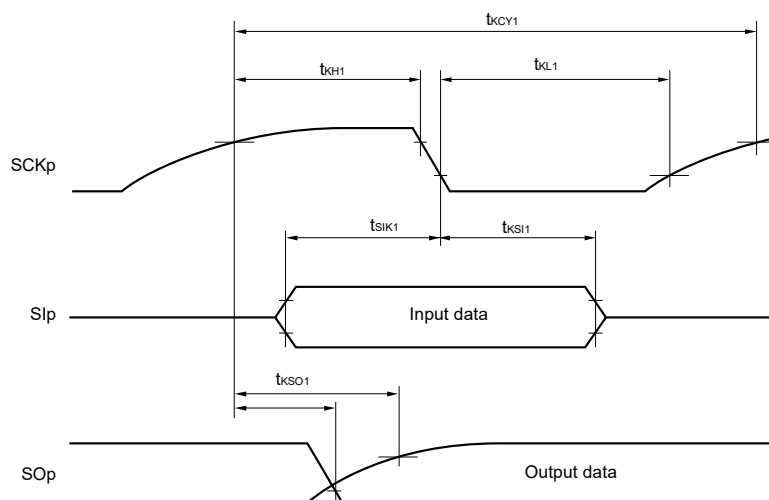 tKCY1
tKH1
tKL1
SCKp
tSIK1
tKSI1
SIp
Input data
tKSO1
SOp
Output data